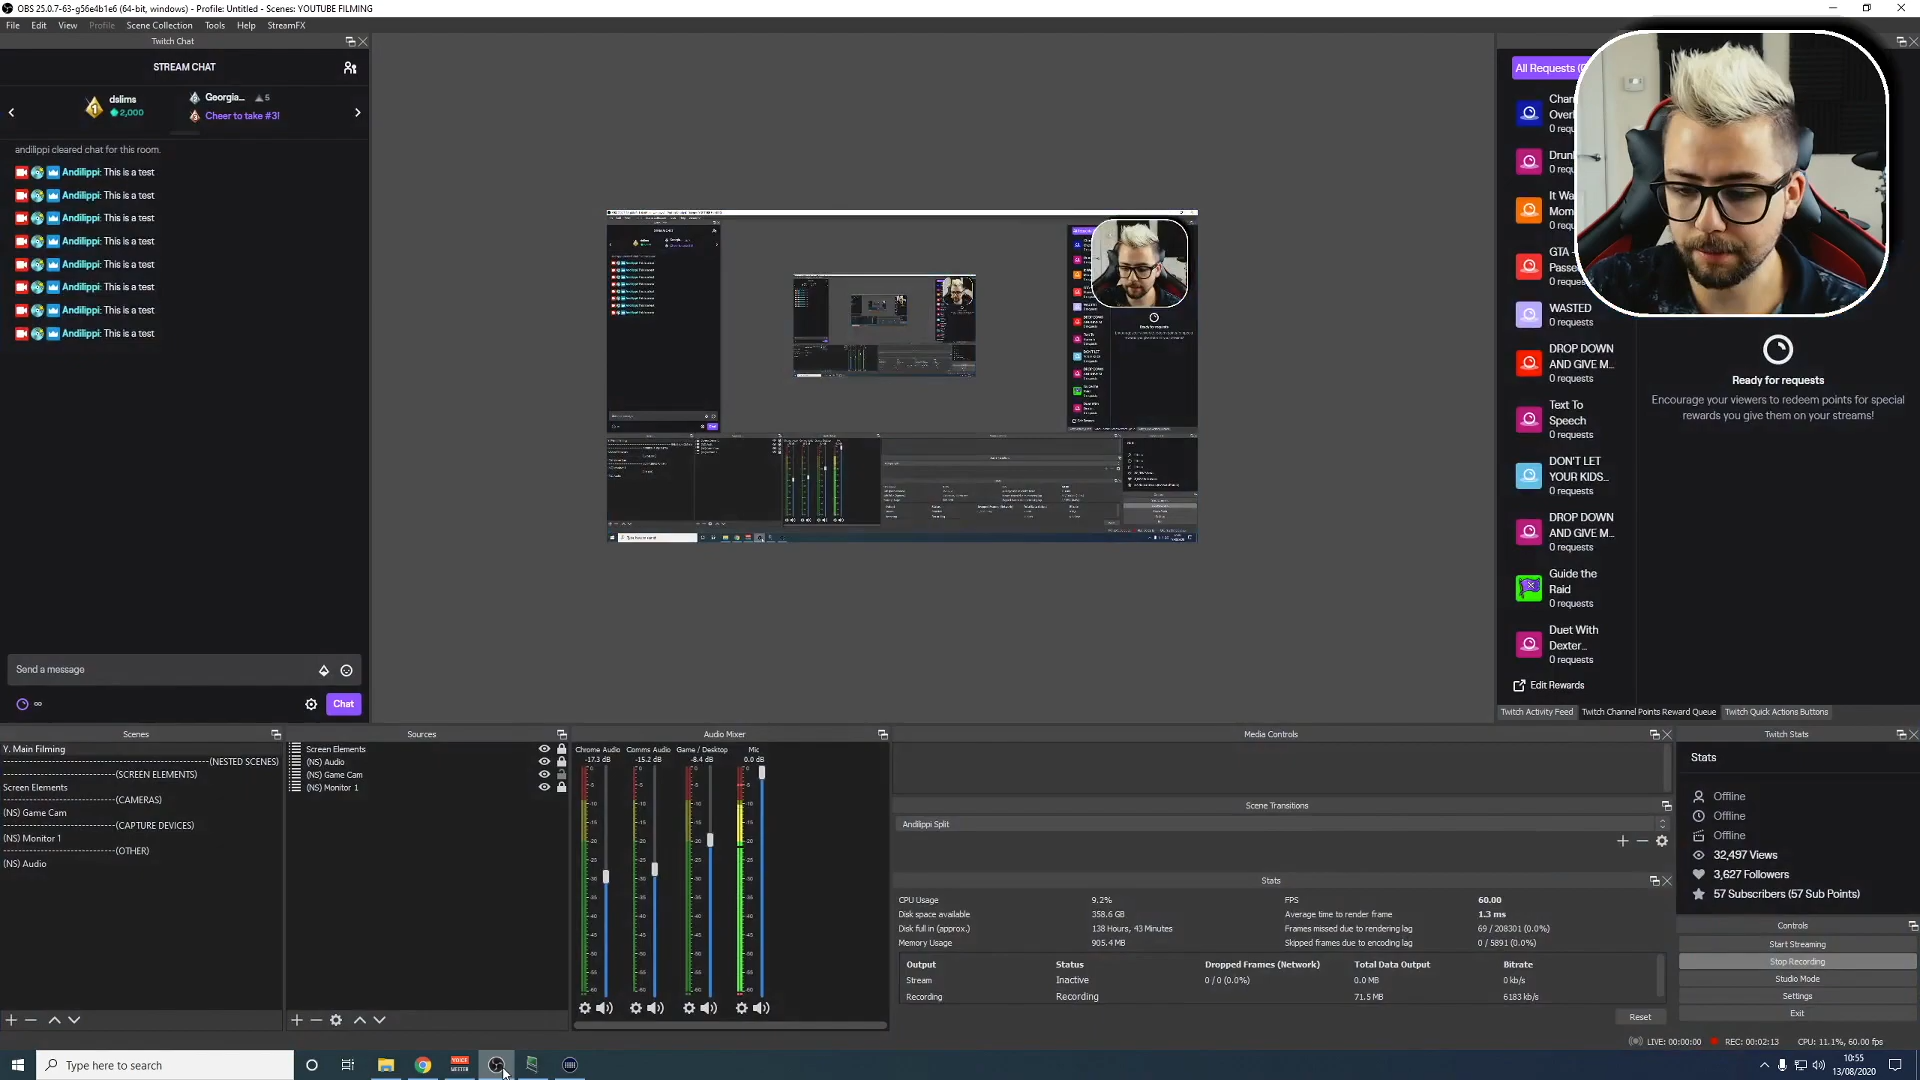 OBS 25.0.7-63-g56e4b1e6 (64-bit, windows) - Profile: Untitled - Scenes: YOUTUBE FILMING
File Edit View Profile Scene Collection Tools Help StreamFX
Twitch Chat
STREAM CHAT
dslims
2,000
Georgia... 5
Cheer to take #3!
andilippi cleared chat for this room.
Andilippi: This is a test
Andilippi: This is a test
Andilippi: This is a test
Andilippi: This is a test
Andilippi: This is a test
Andilippi: This is a test
Andilippi: This is a test
Andilippi: This is a test
Send a message
Chat
All Requests
0 requ
0 requ
It Wa
Mom
0 requ
GTA -
Passe
0 requ
WASTED
0 requests
DROP DOWN
AND GIVE M...
0 requests
Text To
Speech
0 requests
DON'T LET
YOUR KIDS...
0 requests
DROP DOWN
AND GIVE M...
0 requests
Guide the
Raid
0 requests
Duet With
Dexter...
0 requests
Edit Rewards
Ready for requests
Encourage your viewers to redeem points for special
rewards you give them on your streams!
Twitch Activity Feed Twitch Channel Points Reward Queue Twitch Quick Actions Buttons
Scenes
Y. Main Filming
(NESTED SCENES)
(SCREEN ELEMENTS)
Screen Elements
(CAMERAS)
(NS) Game Cam
(CAPTURE DEVICES)
(NS) Monitor 1
(OTHER)
(NS) Audio
Sources
Screen Elements
(NS) Audio
(NS) Game Cam
(NS) Monitor 1
Audio Mixer
Chrome Audio Comms Audio Game / Desktop Mic
-17.3 dB -15.2 dB -8.4 dB 0.0 dB
Media Controls
Scene Transitions
Andilippi Split
Stats
CPU Usage 9.2% FPS 60.00
Disk space available 358.6 GB Average time to render frame 1.3 ms
Disk full in (approx.) 138 Hours, 43 Minutes Frames missed due to rendering lag 69 / 208301 (0.0%)
Memory Usage 905.4 MB Skipped frames due to encoding lag 0 / 5891 (0.0%)
Output Status Dropped Frames (Network) Total Data Output Bitrate
Stream Inactive 0 / 0 (0.0%) 0.0 MB 0 kb/s
Recording Recording 71.5 MB 6183 kb/s
Reset
Twitch Stats
Stats
Offline
Offline
Offline
32,497 Views
3,627 Followers
57 Subscribers (57 Sub Points)
Controls
Start Streaming
Stop Recording
Studio Mode
Settings
Exit
LIVE: 00:00:00 REC: 00:02:13 CPU: 11.1%, 60.00 fps
Type here to search
10:55
13/08/2020